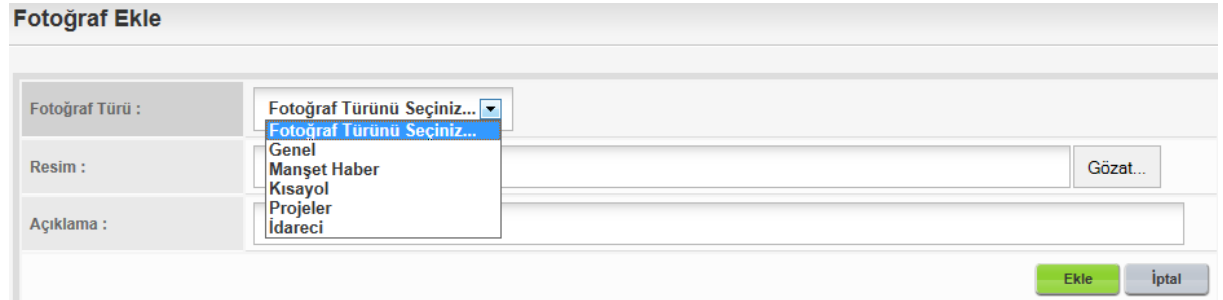 Fotoğraf Ekle
Fotoğraf Türü :
Fotoğraf Türünü Seçiniz...
Fotoğraf Türünü Seçiniz...
Genel
Manşet Haber
Kısayol
Projeler
İdareci
Resim :
Gözat...
Açıklama :
Ekle
İptal